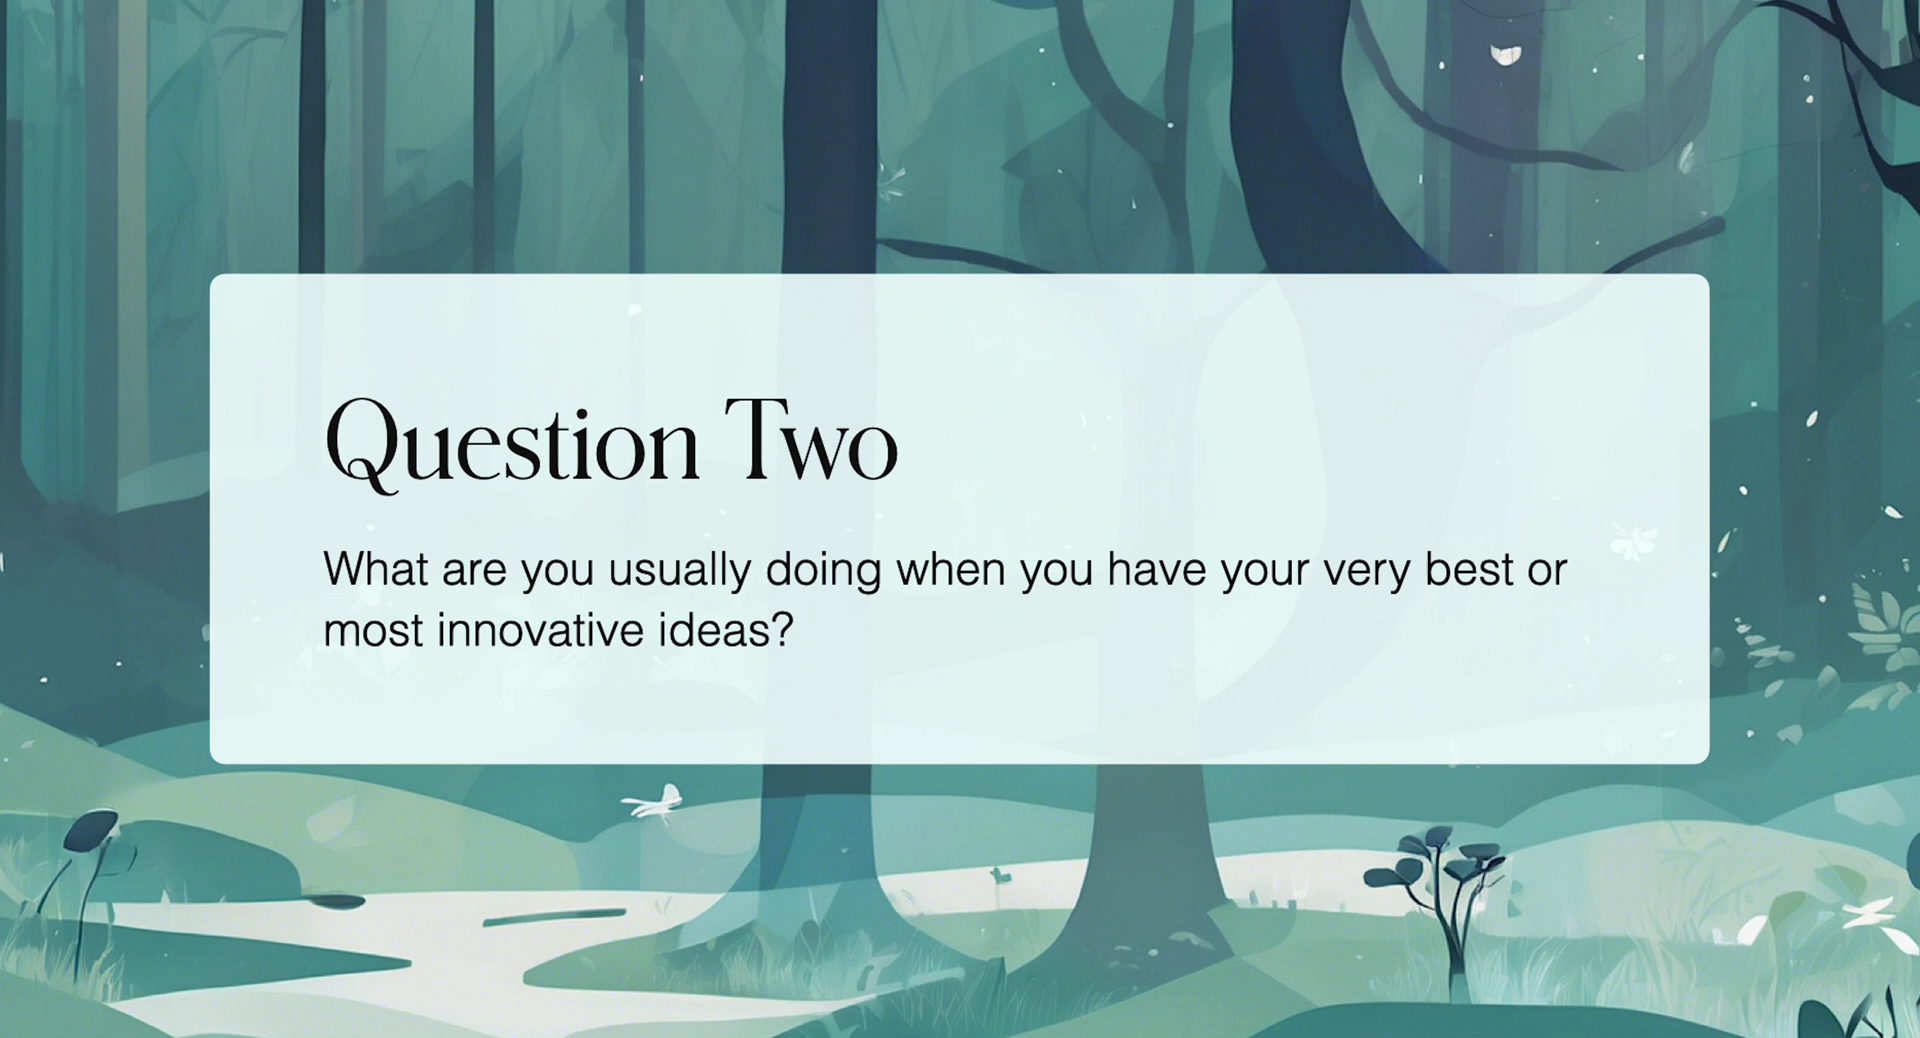 Question Two
What are you usually doing when you have your very best or
most innovative ideas?